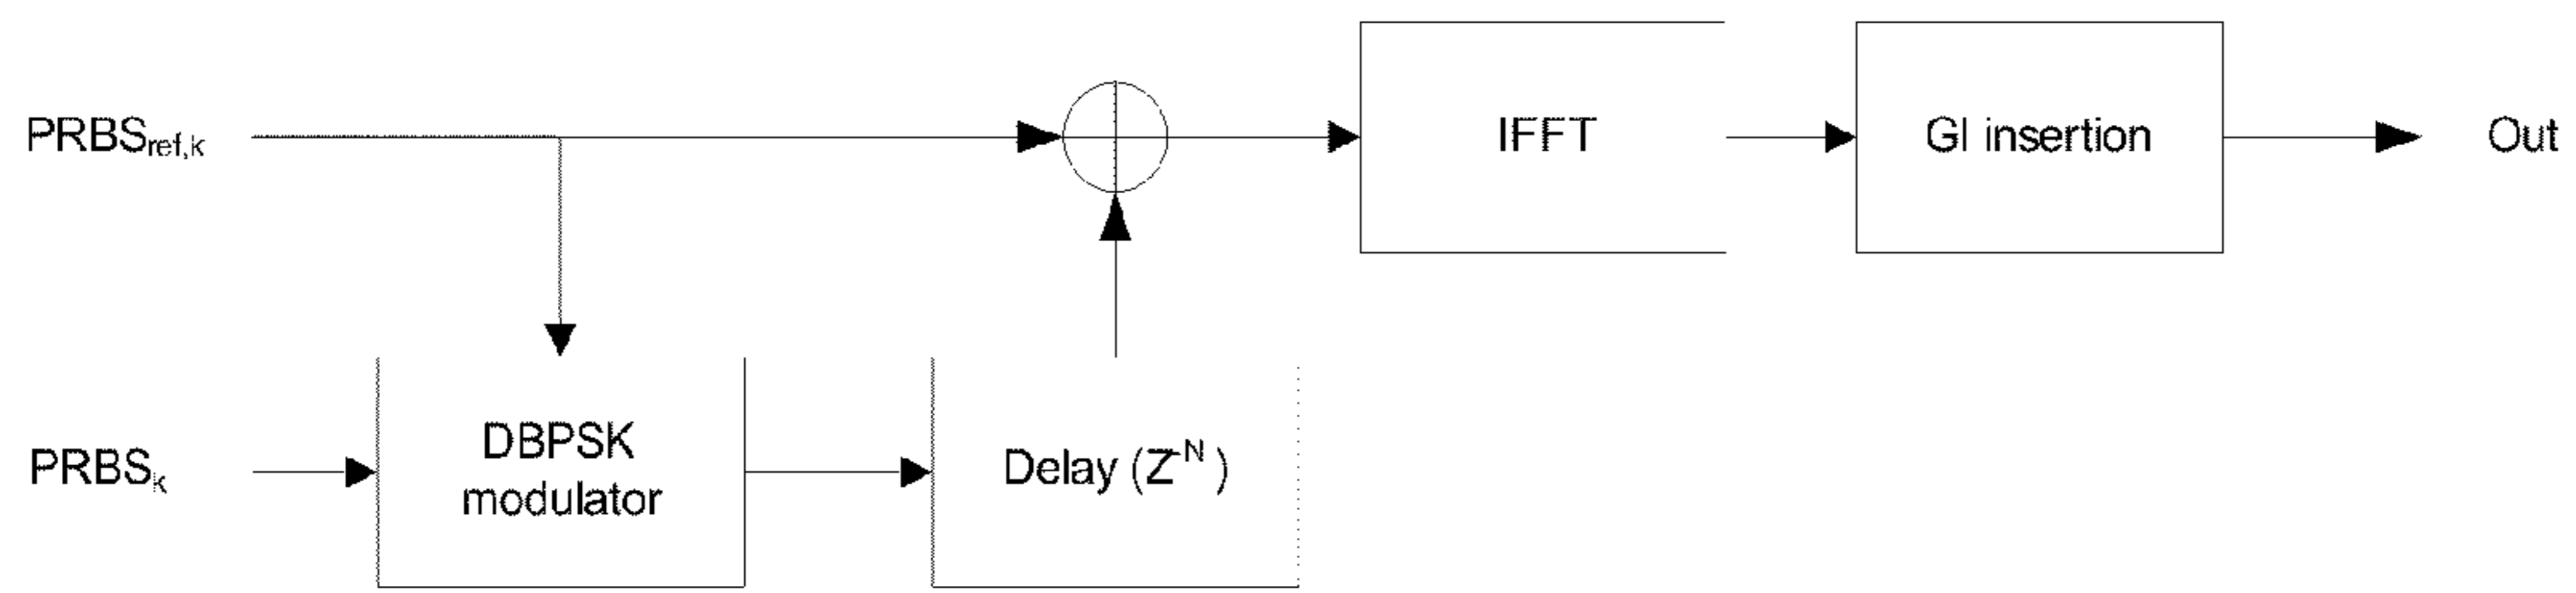 PRBSref,k
IFFT
GI insertion
Out
PRBSk
DBPSK
modulator
Delay (Z-N)